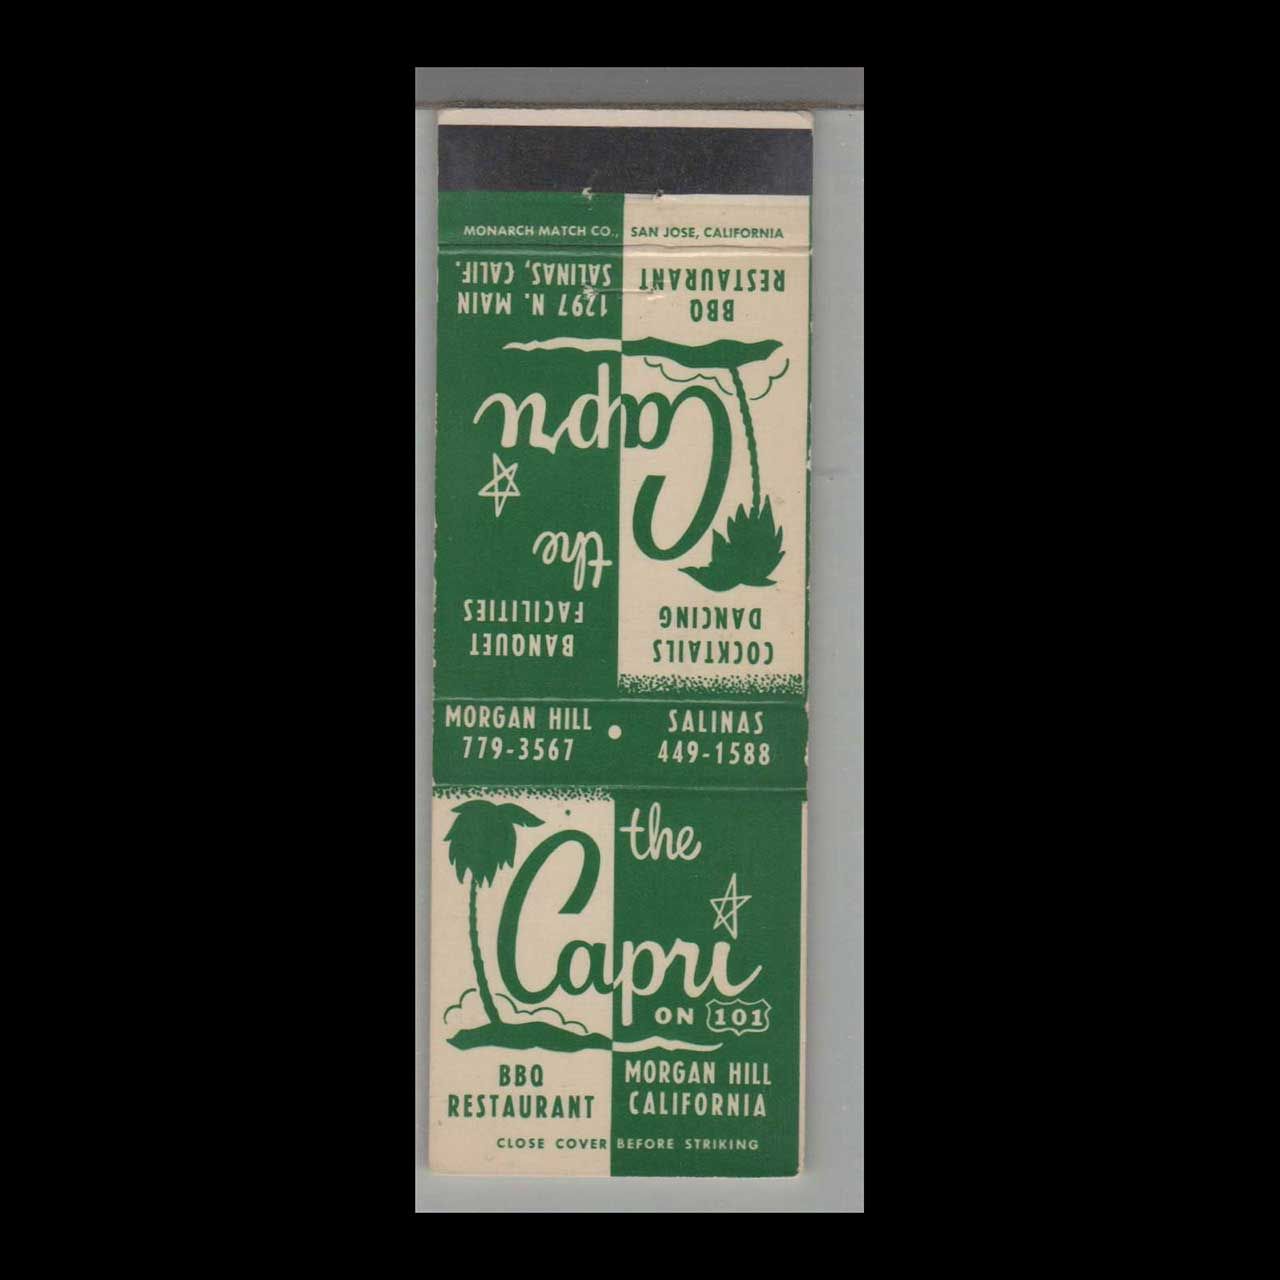 MONARCH MATCH CO., SAN JOSE, CALIFORNIA
BANQUET
FACILITIES
COCKTAILS
DANCING
the
Capri
1297 N. MAIN
SALINAS, CALIF.
BBQ
RESTAURANT
MORGAN HILL • SALINAS
779-3567 449-1588
the
Capri
ON 101
BBQ
RESTAURANT
MORGAN HILL
CALIFORNIA
CLOSE COVER BEFORE STRIKING